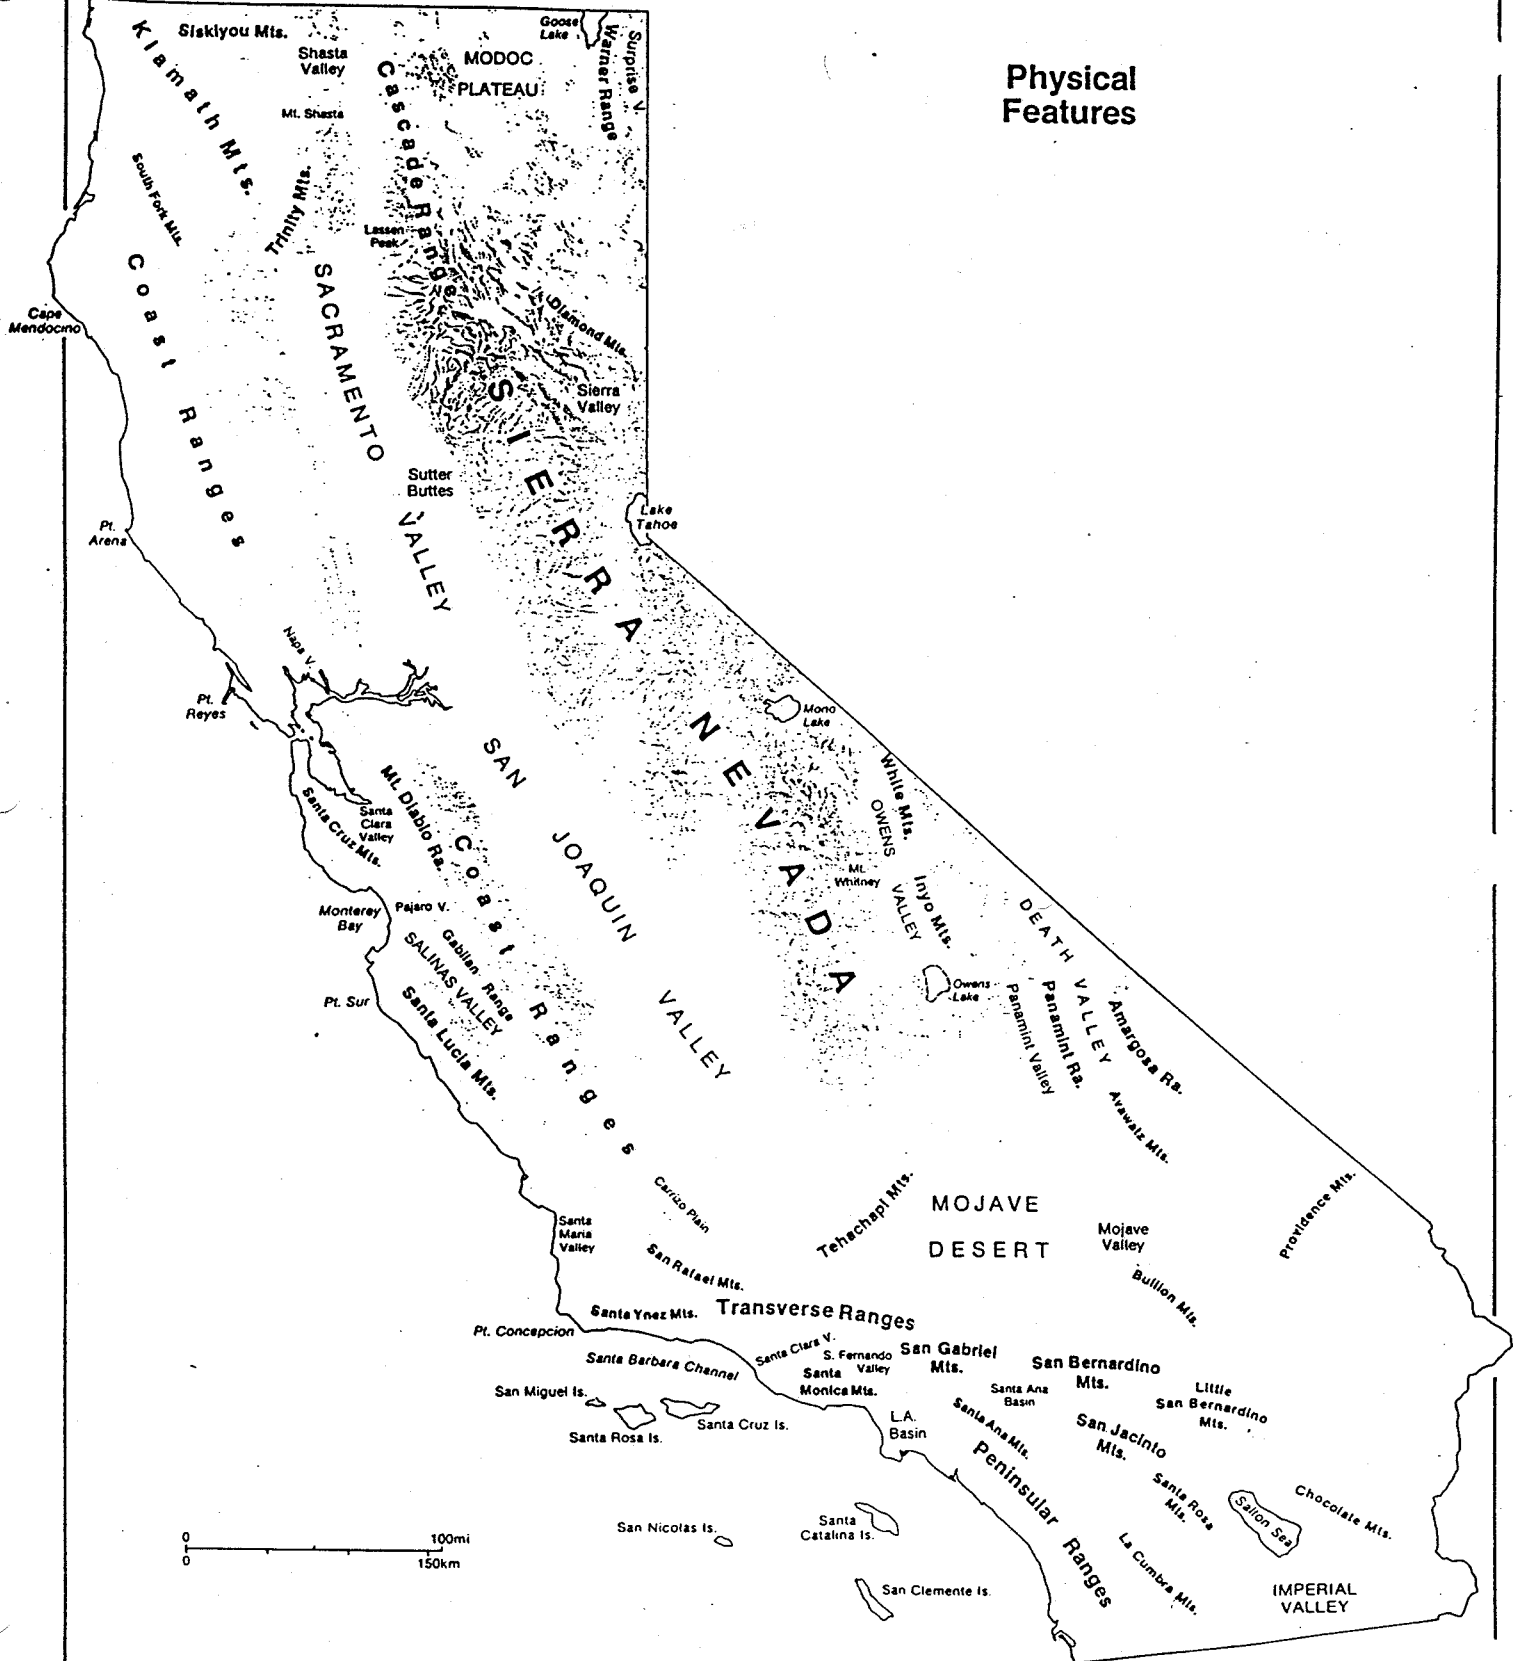 Physical
Features
Siskiyou Mts.
Klamath Mts.
Shasta
Valley
Mt. Shasta
Cascade Range
MODOC
PLATEAU
Goose
Lake
Warner Range
Surprise V.
South Fork Mts.
Trinity Mts.
Lassen
Peak
Coast Ranges
SACRAMENTO
VALLEY
Cape
Mendocino
Diamond Mts.
Sierra
Valley
SIERRA NEVADA
Sutter
Buttes
Lake
Tahoe
Pt.
Arena
Napa V.
Pt.
Reyes
Mono
Lake
SAN JOAQUIN VALLEY
White Mts.
OWENS
VALLEY
Mt. Diablo Ra.
Santa
Clara
Valley
Santa Cruz Mts.
Coast Ranges
Mt.
Whitney
Inyo Mts.
Monterey
Bay
Pajaro V.
Gabilan Range
SALINAS VALLEY
DEATH VALLEY
Pt. Sur
Santa Lucia Mts.
Owens
Lake
Panamint Valley
Panamint Ra.
Amargosa Ra.
Avawatz Mts.
Carrizo Plain
Tehachapi Mts.
MOJAVE
DESERT
Mojave
Valley
Providence Mts.
Santa
Maria
Valley
San Rafael Mts.
Bullion Mts.
Santa Ynez Mts.
Transverse Ranges
Pt. Concepcion
Santa Barbara Channel
Santa Clara V.
S. Fernando
Valley
San Gabriel
Mts.
San Bernardino
Mts.
Santa
Monica Mts.
Santa Ana
Basin
Little
San Bernardino
Mts.
San Miguel Is.
Santa Rosa Is.
Santa Cruz Is.
L.A.
Basin
Santa Ana Mts.
San Jacinto
Mts.
Peninsular Ranges
Santa Rosa
Mts.
Salton Sea
Chocolate Mts.
San Nicolas Is.
Santa
Catalina Is.
La Cumbra Mts.
San Clemente Is.
IMPERIAL
VALLEY
0 100mi
0 150km